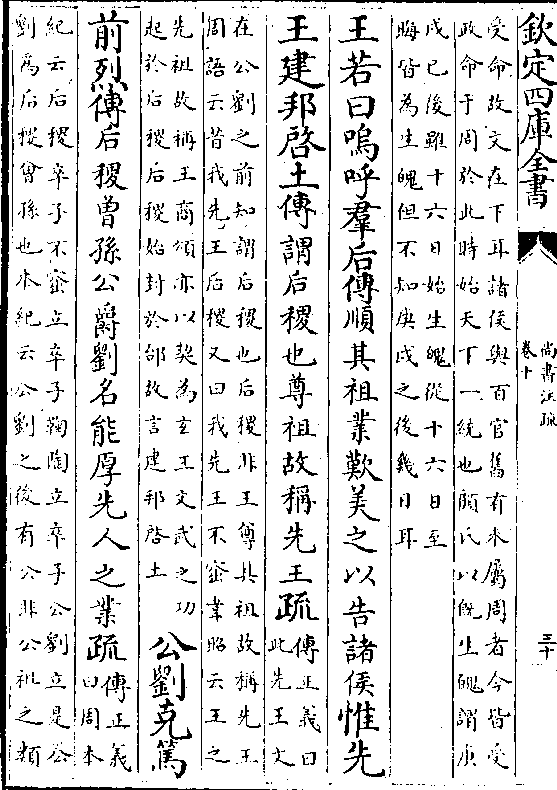 欽定四庫全書
尚書注疏
卷十
三十
受命故文在下耳諸侯與百官舊有未屬周者今皆受
政命于周於此時始天下一統也顧氏以既生魄謂庚
戌已後雖十六日始生魄從十六日至
晦皆為生魄但不知庚戌之後幾日耳
王若曰嗚呼羣后傳順其祖業歎美之以告諸侯惟先
王建邦啓土傳謂后稷也尊祖故稱先王疏傳正義曰
此先王文
在公劉之前知謂后稷也后稷非王尊其祖故稱先王
周語云昔我先王后稷又曰我先王不窋韋昭云王之
先祖故稱王商頌亦以契為玄王文武之功
起於后稷后稷始封於邰故言建邦啓土
公劉克篤
前烈傳后稷曾孫公爵劉名能厚先人之業疏傳正義
曰周本
紀云后稷卒子不窋立卒子鞠陶立卒子公劉立是公
劉為后稷曾孫也本紀云公劉之後有公非公祖之類